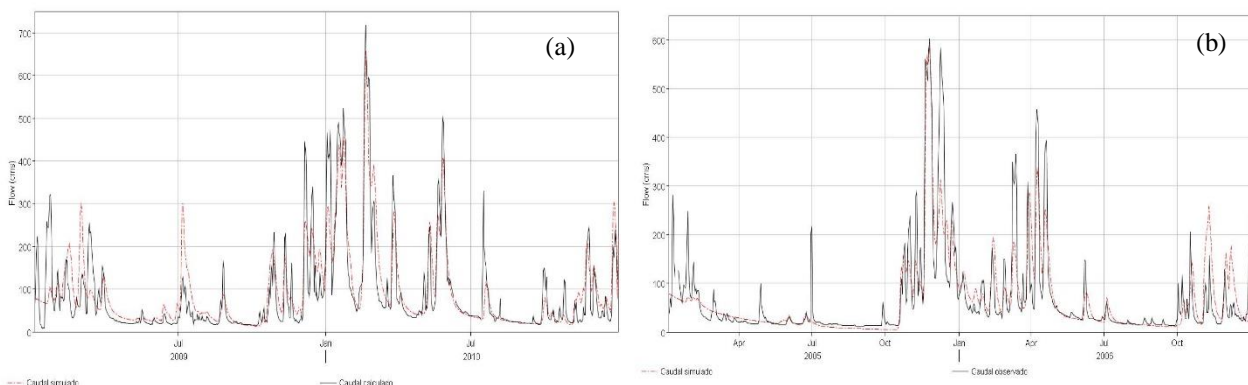 (a)
700
600
500
400
300
200
100
0
Flow (cms)
Jul
Jan
Jul
2009
2010
Caudal simulado
Caudal calculado
(b)
600
500
400
300
200
100
0
Flow (cms)
Apr
Jul
Oct
Jan
Apr
Jul
Oct
2005
2006
Caudal simulado
Caudal observado